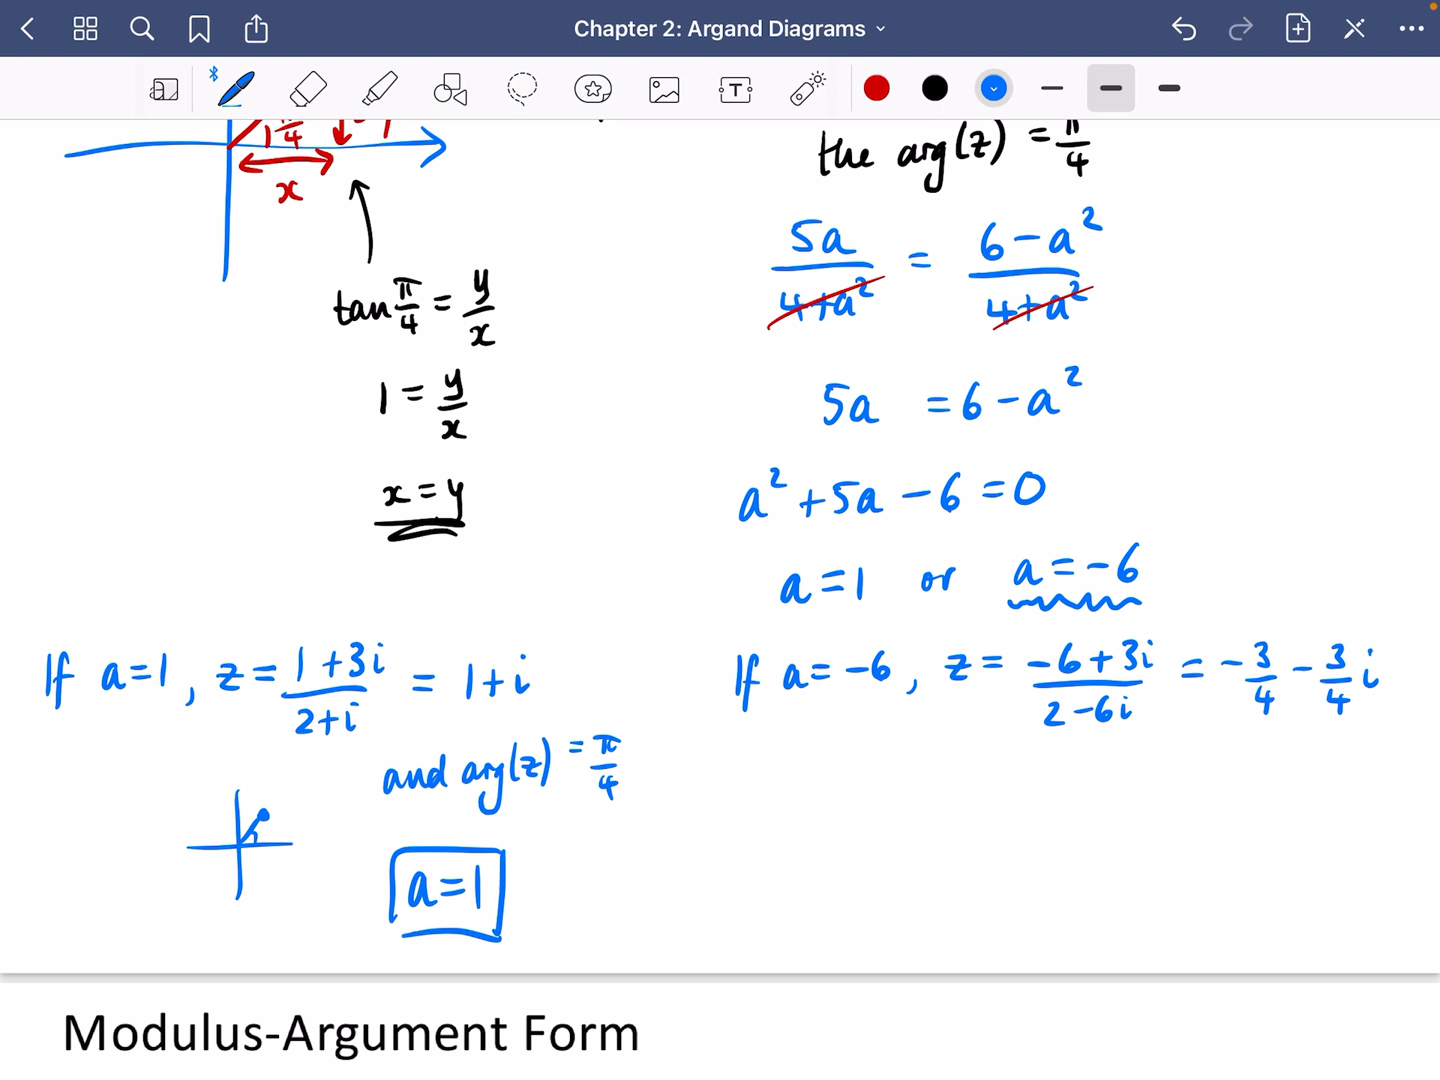 Chapter 2: Argand Diagrams
π/4
x
tan π/4 = y/x
1 = y/x
x = y
the arg(z) = π/4
5a/(4+a²) = (6-a²)/(4+a²)
5a = 6-a²
a² + 5a - 6 = 0
a = 1 or a = -6
If a=1, z = (1+3i)/(2+i) = 1+i
and arg(z) = π/4
a=1
If a = -6, z = (-6+3i)/(2-6i) = -3/4 - 3/4 i
Modulus-Argument Form